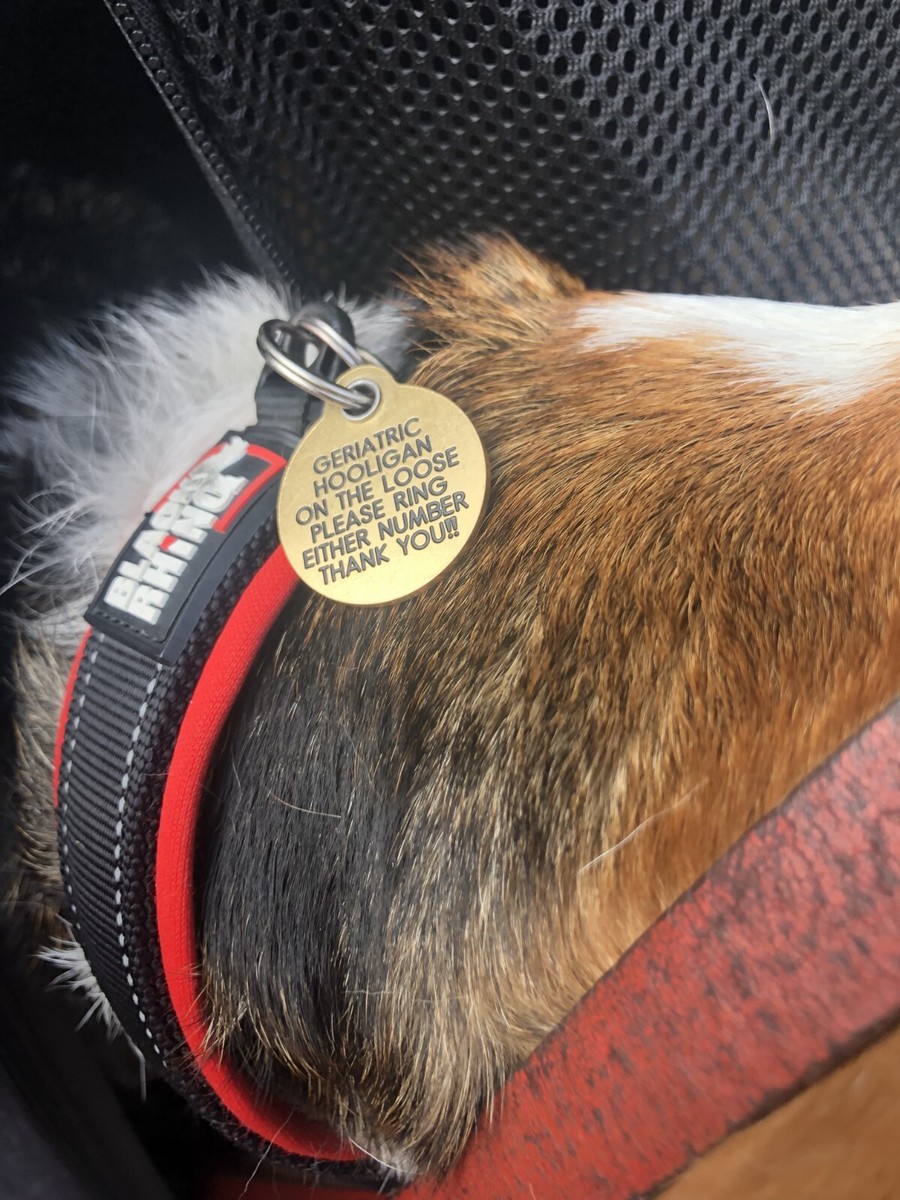 GERIATRIC
HOOLIGAN
ON THE LOOSE
PLEASE RING
EITHER NUMBER
THANK YOU!!!
BLACK
RHINO